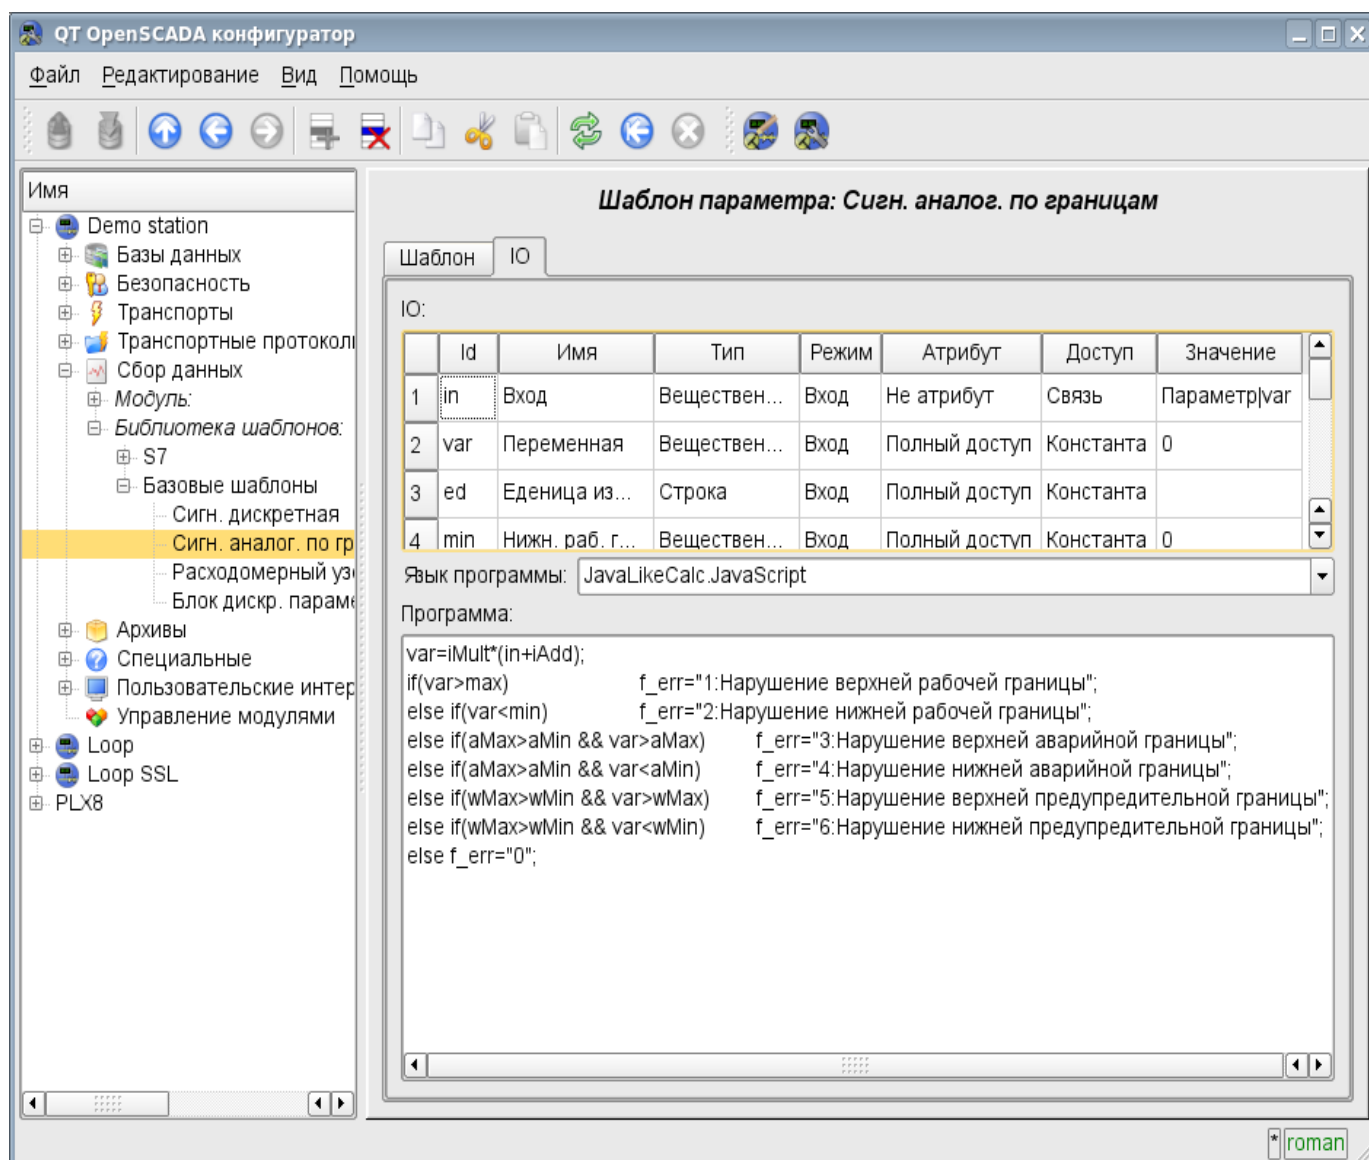 QT OpenSCADA конфигуратор
Файл Редактирование Вид Помощь
Имя
Demo station
Базы данных
Безопасность
Транспорты
Транспортные протокол
Сбор данных
Модуль:
Библиотека шаблонов:
S7
Базовые шаблоны
Сигн. дискретная
Сигн. аналог. по гр
Расходомерный уз
Блок дискр. парам
Архивы
Специальные
Пользовательские интер
Управление модулями
Loop
Loop SSL
PLX8
Шаблон параметра: Сигн. аналог. по границам
Шаблон IO
IO:
Id Имя Тип Режим Атрибут Доступ Значение
1 in Вход Веществен... Вход Не атрибут Связь Параметр|var
2 var Переменная Веществен... Вход Полный доступ Константа 0
3 ed Еденица из... Строка Вход Полный доступ Константа
4 min Нижн. раб. г... Веществен... Вход Полный доступ Константа 0
Язык программы: JavaLikeCalc.JavaScript
Программа:
var=iMult*(in+iAdd);
if(var>max) f_err="1:Нарушение верхней рабочей границы";
else if(var<min) f_err="2:Нарушение нижней рабочей границы";
else if(aMax>aMin && var>aMax) f_err="3:Нарушение верхней аварийной границы";
else if(aMax>aMin && var<aMin) f_err="4:Нарушение нижней аварийной границы";
else if(wMax>wMin && var>wMax) f_err="5:Нарушение верхней предупредительной границы";
else if(wMax>wMin && var<wMin) f_err="6:Нарушение нижней предупредительной границы";
else f_err="0";
* roman